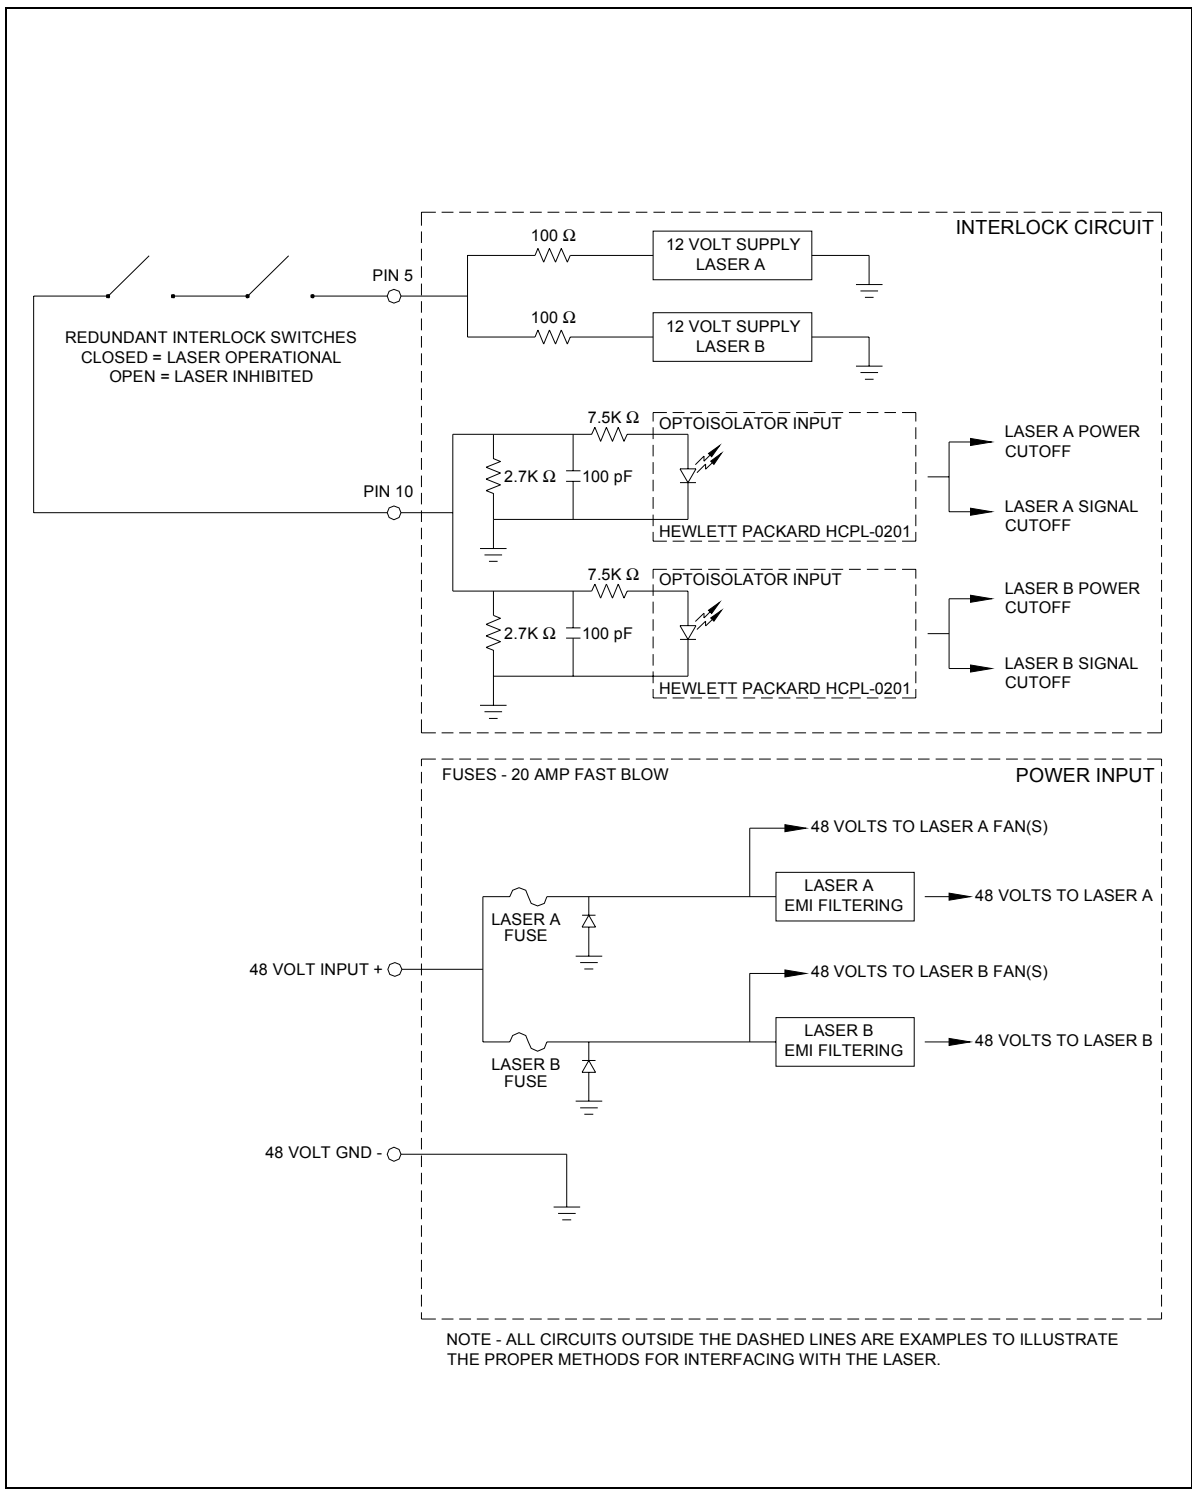 INTERLOCK CIRCUIT
100 Ω
12 VOLT SUPPLY
LASER A
PIN 5
100 Ω
12 VOLT SUPPLY
LASER B
REDUNDANT INTERLOCK SWITCHES
CLOSED = LASER OPERATIONAL
OPEN = LASER INHIBITED
7.5K Ω
OPTOISOLATOR INPUT
2.7K Ω
100 pF
HEWLETT PACKARD HCPL-0201
LASER A POWER
CUTOFF
LASER A SIGNAL
CUTOFF
PIN 10
7.5K Ω
OPTOISOLATOR INPUT
2.7K Ω
100 pF
HEWLETT PACKARD HCPL-0201
LASER B POWER
CUTOFF
LASER B SIGNAL
CUTOFF
FUSES - 20 AMP FAST BLOW
POWER INPUT
48 VOLTS TO LASER A FAN(S)
LASER A
EMI FILTERING
48 VOLTS TO LASER A
LASER A
FUSE
48 VOLT INPUT +
48 VOLTS TO LASER B FAN(S)
LASER B
EMI FILTERING
48 VOLTS TO LASER B
LASER B
FUSE
48 VOLT GND -
NOTE - ALL CIRCUITS OUTSIDE THE DASHED LINES ARE EXAMPLES TO ILLUSTRATE
THE PROPER METHODS FOR INTERFACING WITH THE LASER.